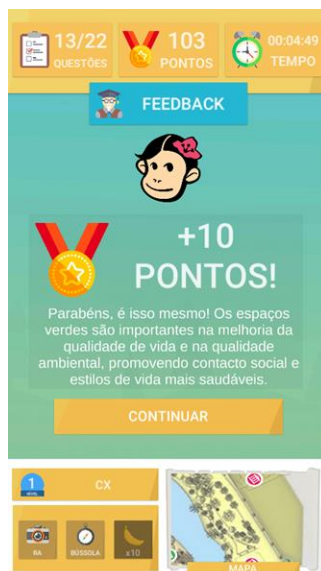 13/22
QUESTÕES
103
PONTOS
00:04:49
TEMPO
FEEDBACK
+10
PONTOS!
Parabéns, é isso mesmo! Os espaços
verdes são importantes na melhoria da
qualidade de vida e na qualidade
ambiental, promovendo contacto social e
estilos de vida mais saudáveis.
CONTINUAR
1
CX
RA
BÚSSOLA
x10
MAPA